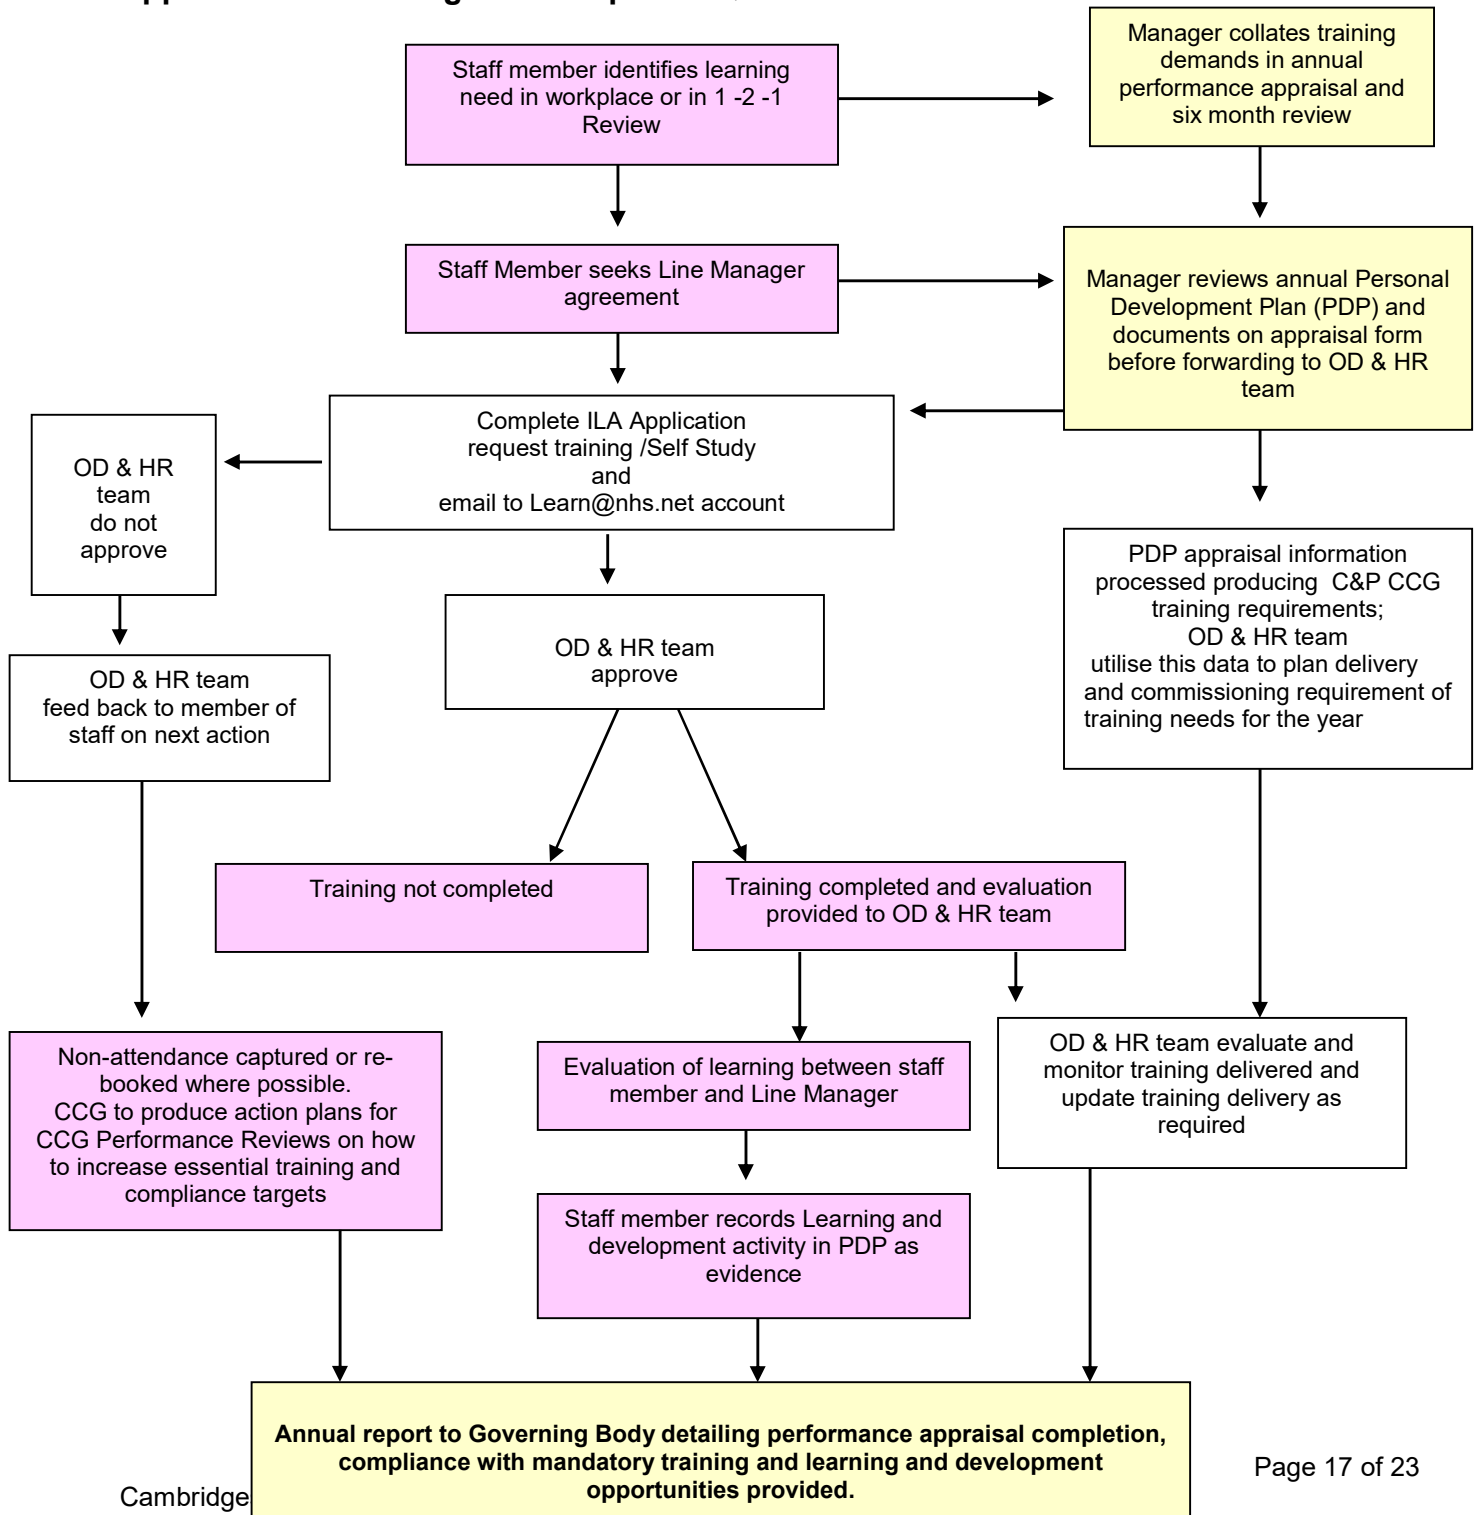 Staff member identifies learning
need in workplace or in 1 -2 -1
Review
Manager collates training
demands in annual
performance appraisal and
six month review
Staff Member seeks Line Manager
agreement
Manager reviews annual Personal
Development Plan (PDP) and
documents on appraisal form
before forwarding to OD & HR
team
Complete ILA Application
request training /Self Study
and
email to Learn@nhs.net account
OD & HR
team
do not
approve
OD & HR team
approve
PDP appraisal information
processed producing C&P CCG
training requirements;
OD & HR team
utilise this data to plan delivery
and commissioning requirement of
training needs for the year
OD & HR team
feed back to member of
staff on next action
Training not completed
Training completed and evaluation
provided to OD & HR team
Non-attendance captured or re-
booked where possible.
CCG to produce action plans for
CCG Performance Reviews on how
to increase essential training and
compliance targets
Evaluation of learning between staff
member and Line Manager
OD & HR team evaluate and
monitor training delivered and
update training delivery as
required
Staff member records Learning and
development activity in PDP as
evidence
Annual report to Governing Body detailing performance appraisal completion,
compliance with mandatory training and learning and development
opportunities provided.
Page 17 of 23
Cambridge